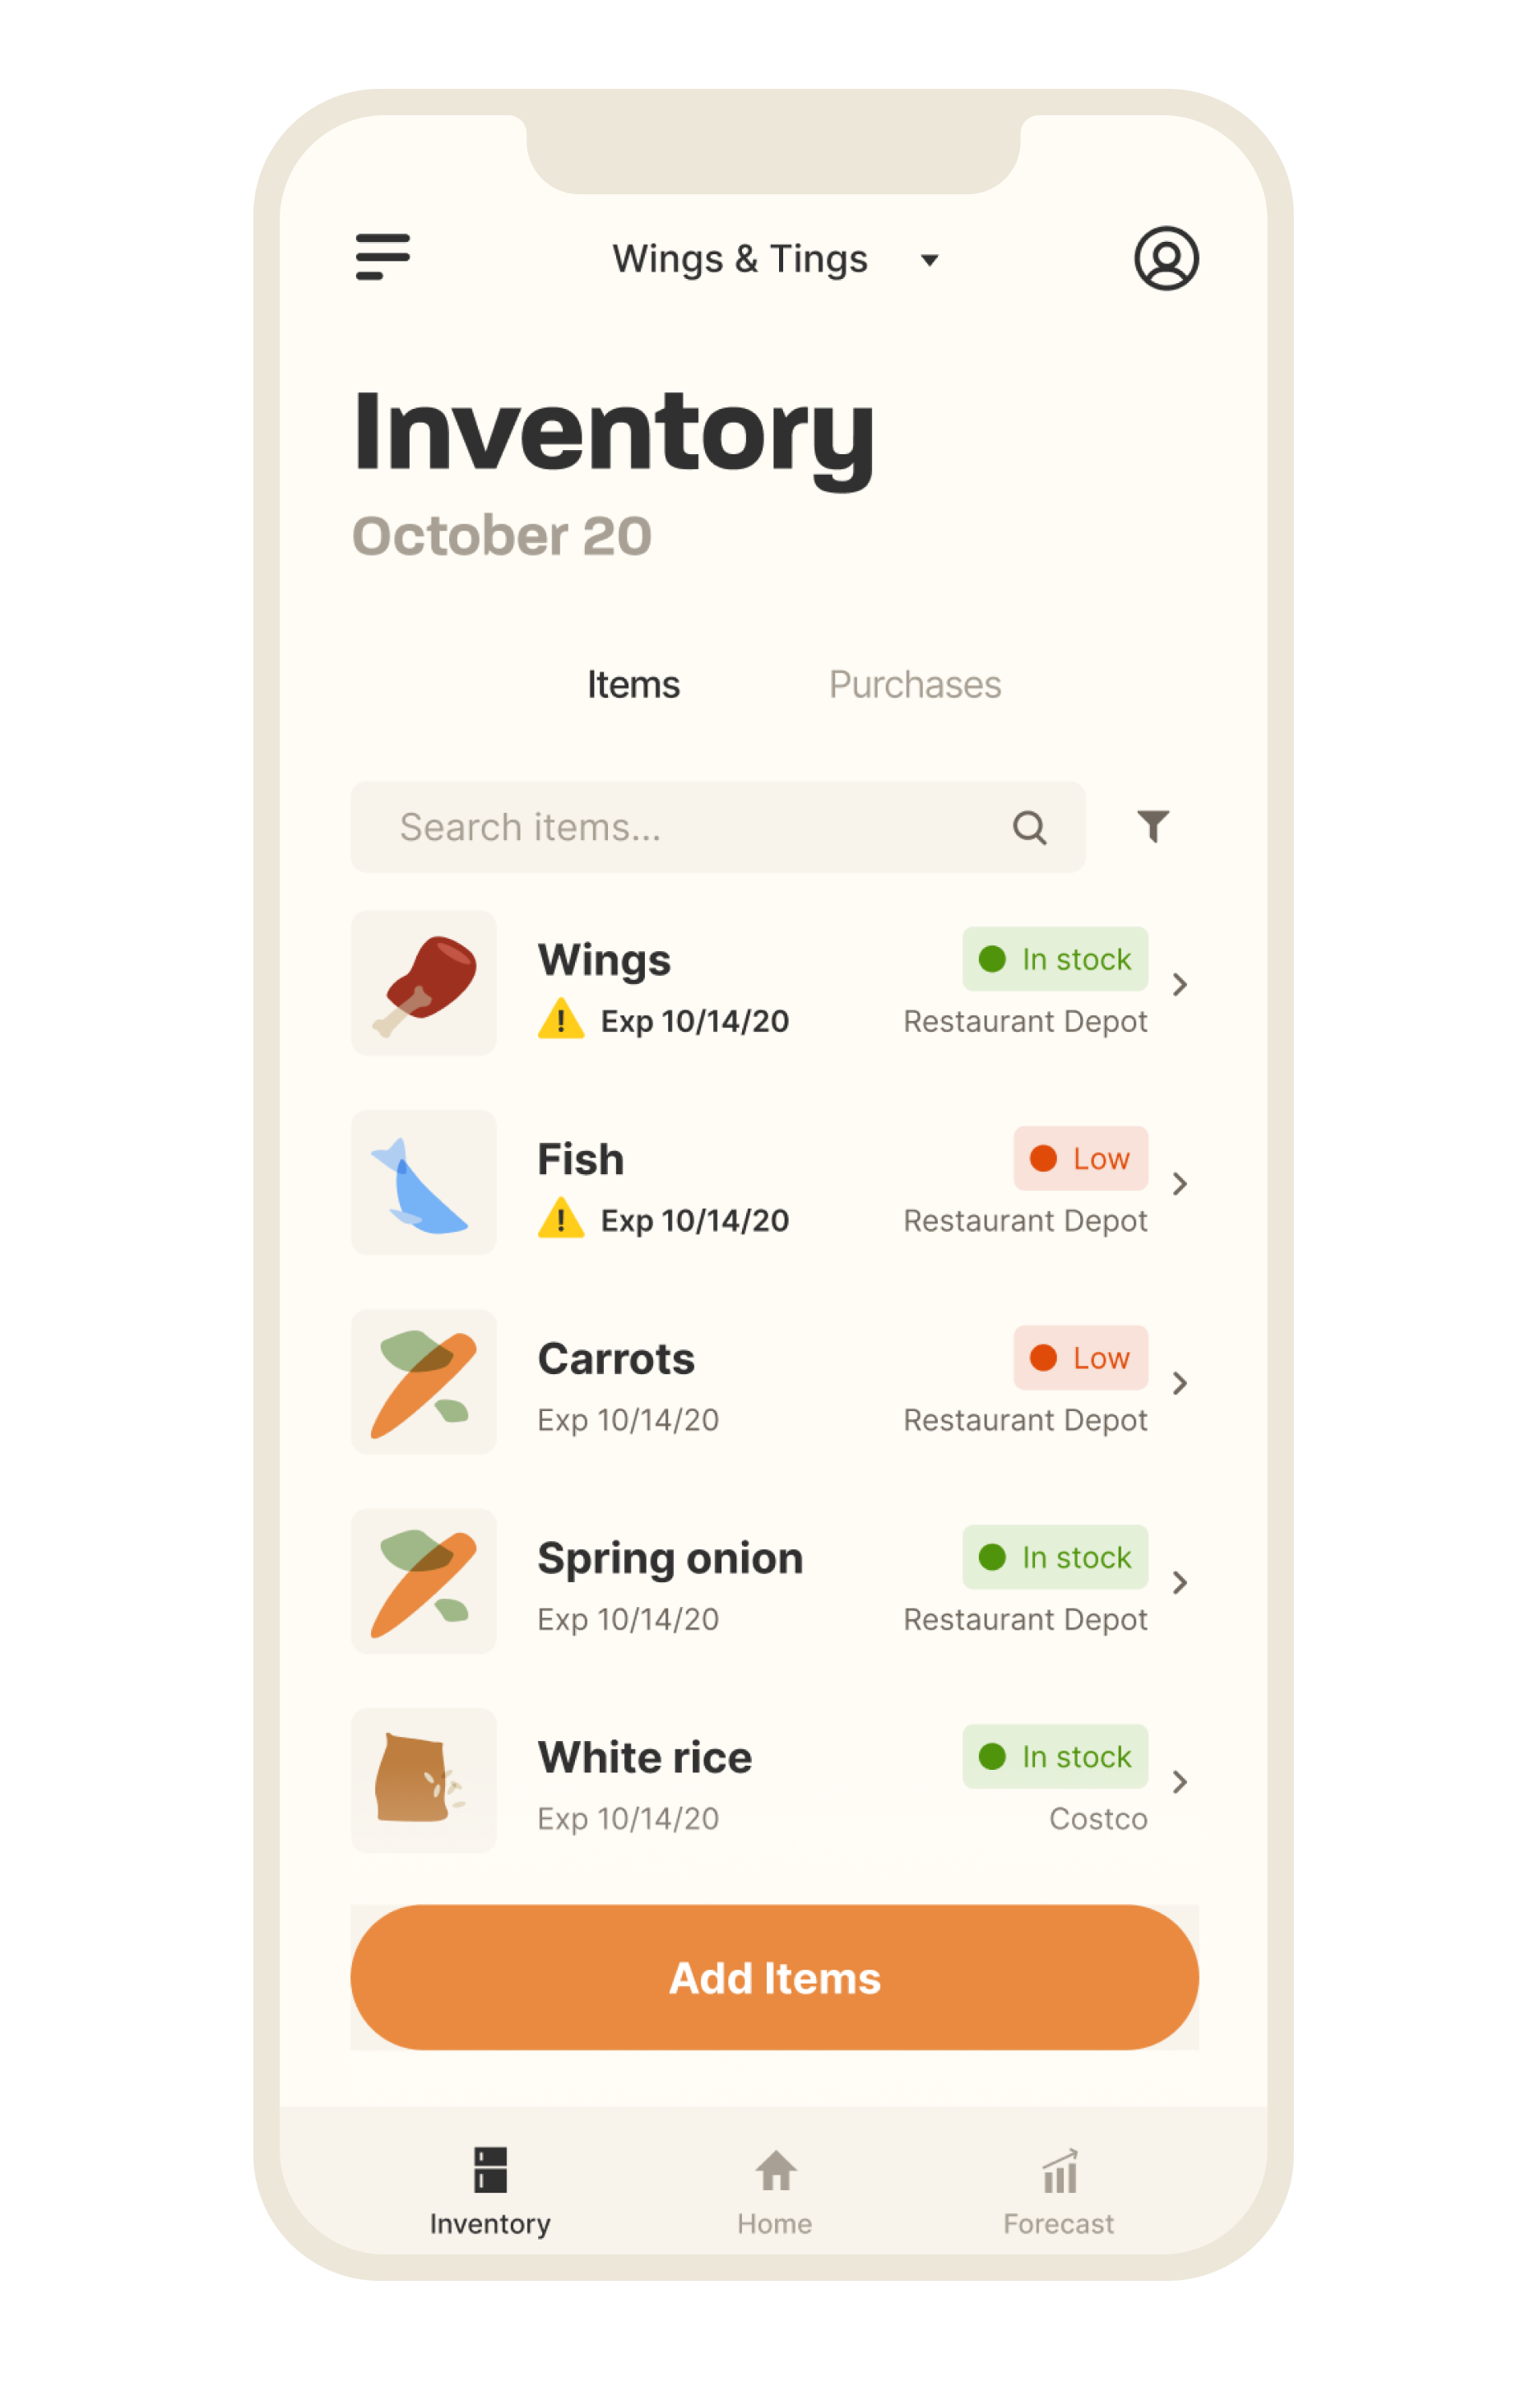 Wings & Tings
Inventory
October 20
Items Purchases
Search items...
Wings In stock
! Exp 10/14/20 Restaurant Depot
Fish Low
! Exp 10/14/20 Restaurant Depot
Carrots Low
Exp 10/14/20 Restaurant Depot
Spring onion In stock
Exp 10/14/20 Restaurant Depot
White rice In stock
Exp 10/14/20 Costco
Add Items
Inventory Home Forecast